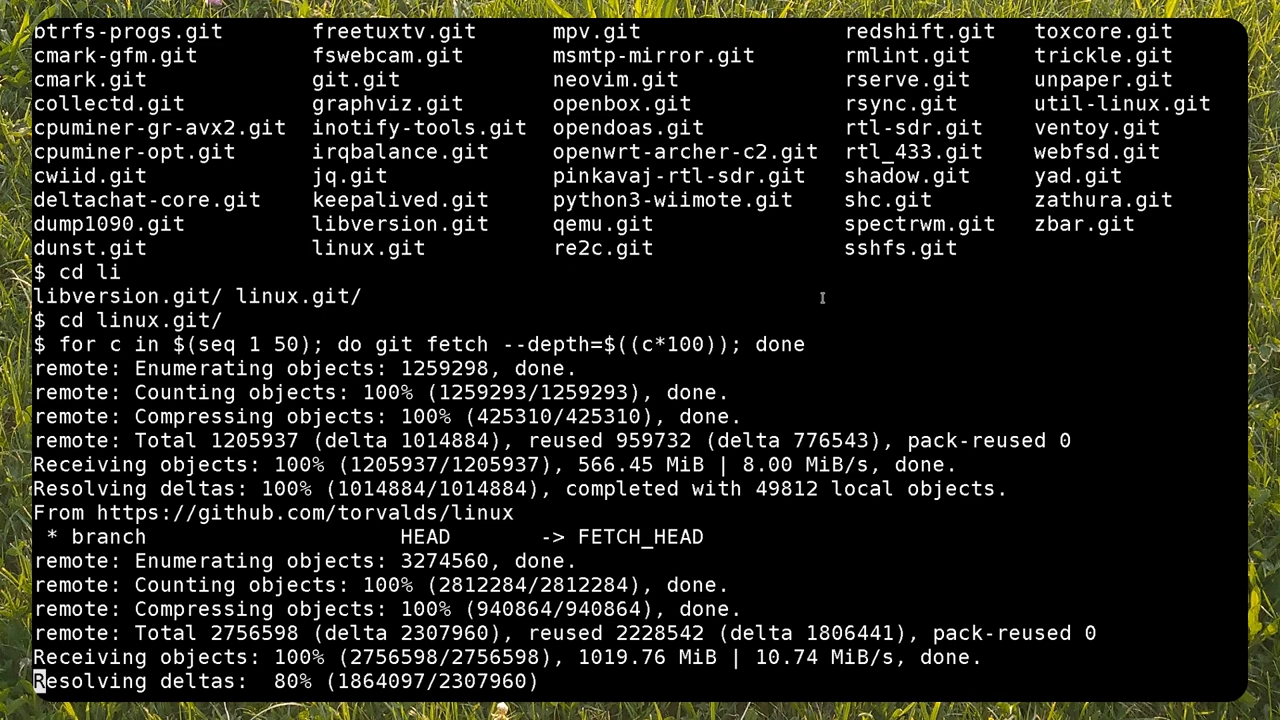 btrfs-progs.git freetuxtv.git mpv.git redshift.git toxcore.git
cmark-gfm.git fswebcam.git msmtp-mirror.git rmlint.git trickle.git
cmark.git git.git neovim.git rserve.git unpaper.git
collectd.git graphviz.git openbox.git rsync.git util-linux.git
cpuminer-gr-avx2.git inotify-tools.git opendoas.git rtl-sdr.git ventoy.git
cpuminer-opt.git irqbalance.git openwrt-archer-c2.git rtl_433.git webfsd.git
cwiid.git jq.git pinkavaj-rtl-sdr.git shadow.git yad.git
deltachat-core.git keepalived.git python3-wiimote.git shc.git zathura.git
dump1090.git libversion.git qemu.git spectrwm.git zbar.git
dunst.git linux.git re2c.git sshfs.git
$ cd li
libversion.git/ linux.git/
$ cd linux.git/
$ for c in $(seq 1 50); do git fetch --depth=$((c*100)); done
remote: Enumerating objects: 1259298, done.
remote: Counting objects: 100% (1259293/1259293), done.
remote: Compressing objects: 100% (425310/425310), done.
remote: Total 1205937 (delta 1014884), reused 959732 (delta 776543), pack-reused 0
Receiving objects: 100% (1205937/1205937), 566.45 MiB | 8.00 MiB/s, done.
Resolving deltas: 100% (1014884/1014884), completed with 49812 local objects.
From https://github.com/torvalds/linux
 * branch HEAD -> FETCH_HEAD
remote: Enumerating objects: 3274560, done.
remote: Counting objects: 100% (2812284/2812284), done.
remote: Compressing objects: 100% (940864/940864), done.
remote: Total 2756598 (delta 2307960), reused 2228542 (delta 1806441), pack-reused 0
Receiving objects: 100% (2756598/2756598), 1019.76 MiB | 10.74 MiB/s, done.
Resolving deltas: 80% (1864097/2307960)